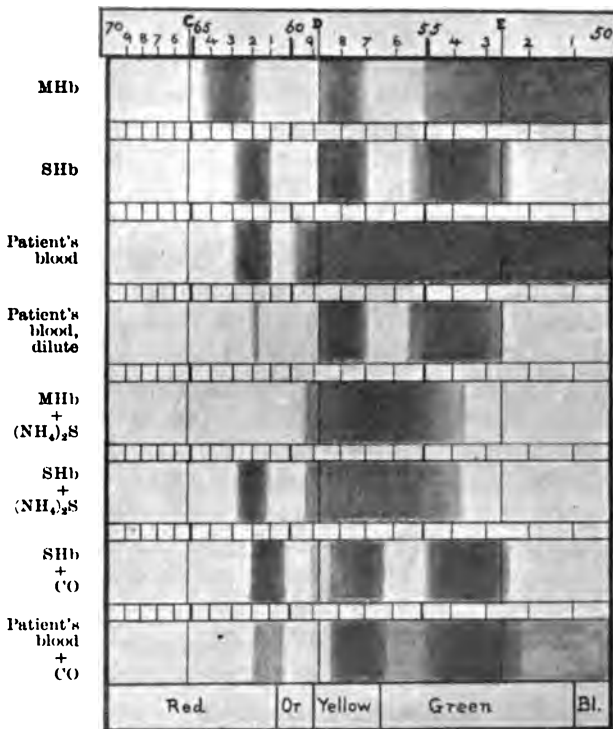 C D E
70 65 60 55 50
9 8 7 6 4 3 2 1 9 8 7 6 4 3 2 1
MHb
SHb
Patient's
blood
Patient's
blood,
dilute
MHb
+
(NH₄)₂S
SHb
+
(NH₄)₂S
SHb
+
CO
Patient's
blood
+
CO
Red Or Yellow Green Bl.